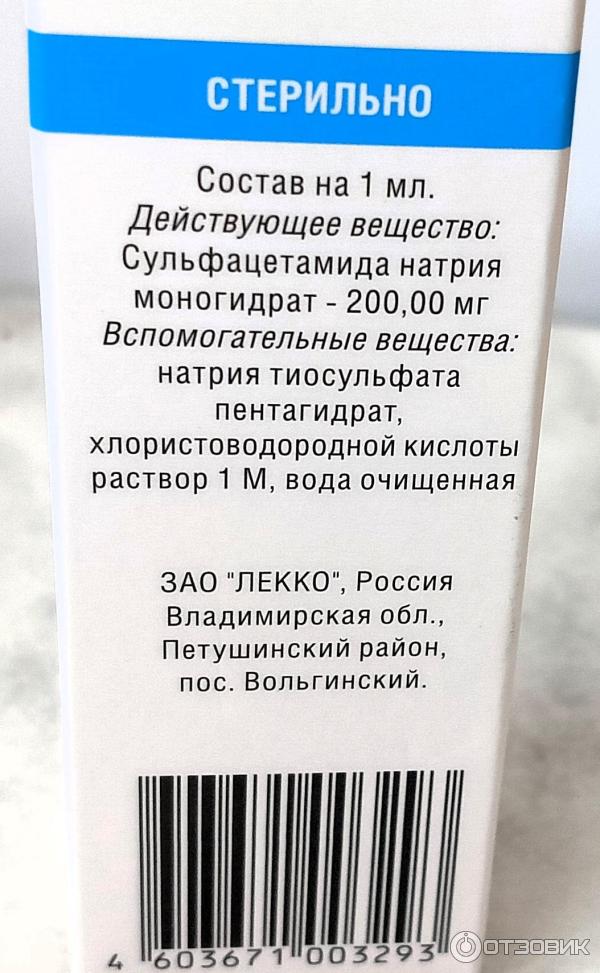 СТЕРИЛЬНО
Состав на 1 мл.
Действующее вещество:
Сульфацетамида натрия
моногидрат - 200,00 мг
Вспомогательные вещества:
натрия тиосульфата
пентагидрат,
хлористоводородной кислоты
раствор 1 М, вода очищенная
ЗАО "ЛЕККО", Россия
Владимирская обл.,
Петушинский район,
пос. Вольгинский.
4 603671 003293
ОТЗОВИК